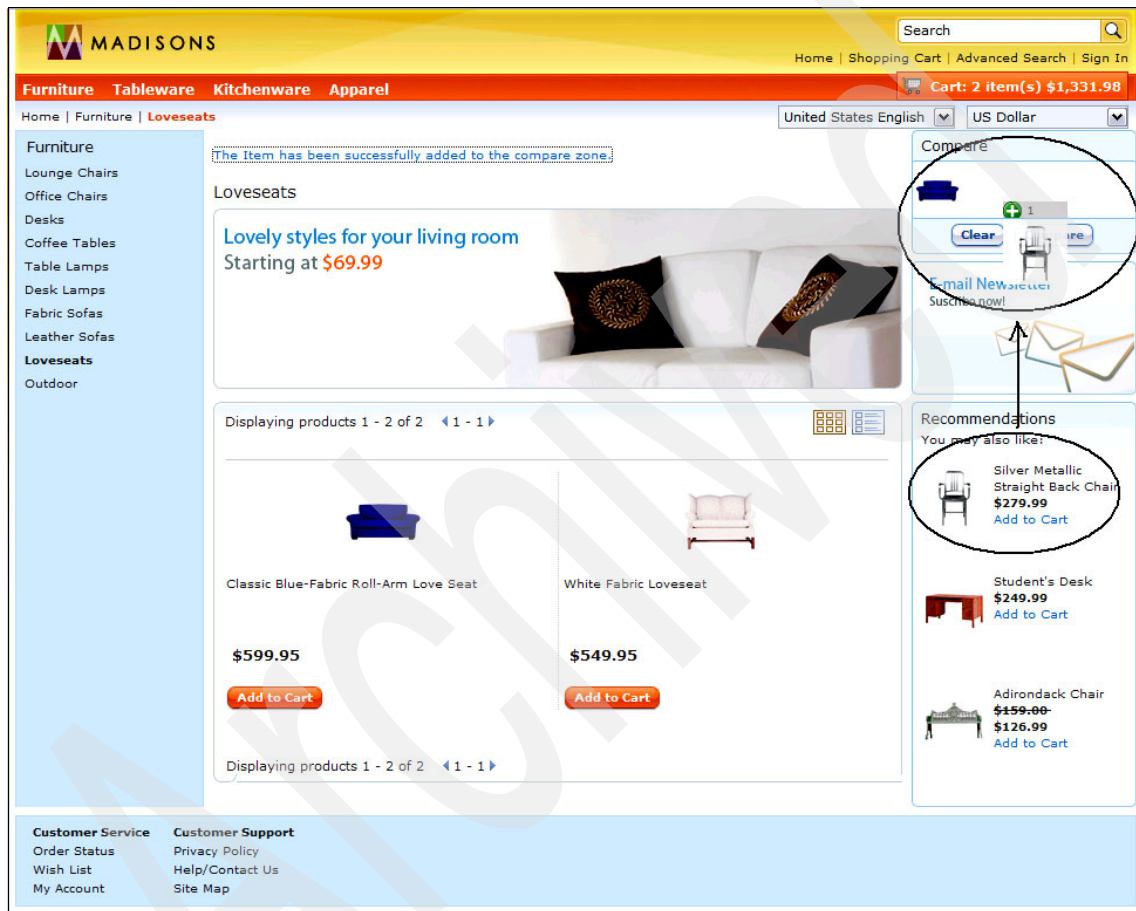 MADISONS
Search
Home | Shopping Cart | Advanced Search | Sign In
Furniture Tableware Kitchenware Apparel
Cart: 2 item(s) $1,331.98
Home | Furniture | Loveseats
United States English
US Dollar
Furniture
Lounge Chairs
Office Chairs
Desks
Coffee Tables
Table Lamps
Desk Lamps
Fabric Sofas
Leather Sofas
Loveseats
Outdoor
The Item has been successfully added to the compare zone.
Loveseats
Lovely styles for your living room
Starting at $69.99
Displaying products 1 - 2 of 2 1 - 1
Classic Blue-Fabric Roll-Arm Love Seat
$599.95
Add to Cart
White Fabric Loveseat
$549.95
Add to Cart
Displaying products 1 - 2 of 2 1 - 1
Compare
1
Clear
E-mail Newsletter
now!
Recommendations
You may also like:
Silver Metallic
Straight Back Chair
$279.99
Add to Cart
Student's Desk
$249.99
Add to Cart
Adirondack Chair
$159.00
$126.99
Add to Cart
Customer Service
Order Status
Wish List
My Account
Customer Support
Privacy Policy
Help/Contact Us
Site Map
Archived